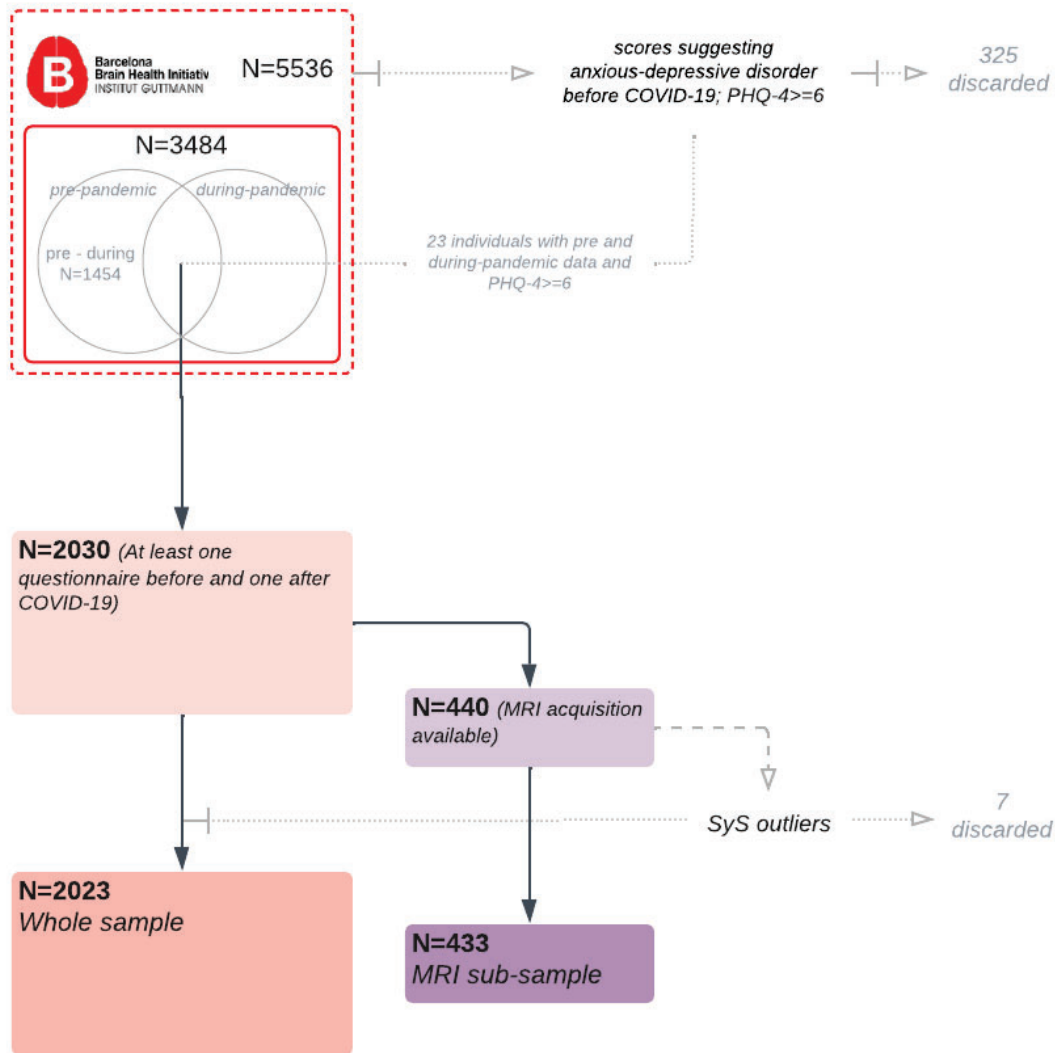 B
Barcelona
Brain Health Initiativ
INSTITUT GUTTMANN
N=5536
scores suggesting
anxious-depressive disorder
before COVID-19; PHQ-4>=6
325
discarded
N=3484
pre-pandemic
during-pandemic
pre - during
N=1454
23 individuals with pre and
during-pandemic data and
PHQ-4>=6
N=2030 (At least one
questionnaire before and one after
COVID-19)
N=440 (MRI acquisition
available)
SyS outliers
7
discarded
N=2023
Whole sample
N=433
MRI sub-sample